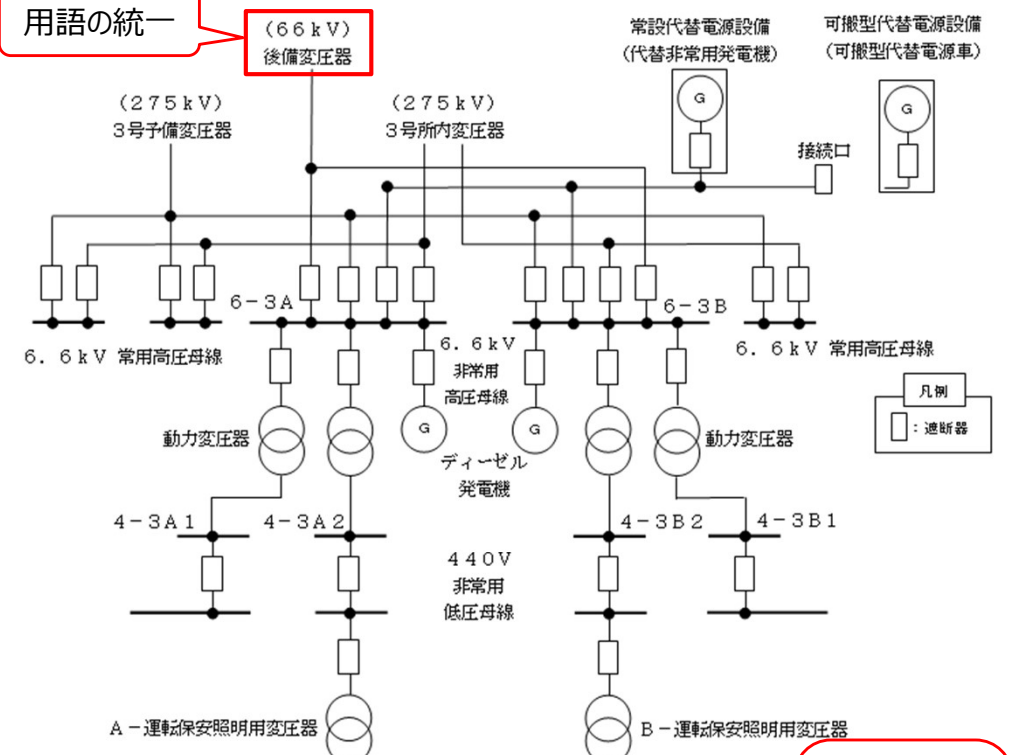 用語の統一
(66kV)
後備変圧器
常設代替電源設備
(代替非常用発電機)
可搬型代替電源設備
(可搬型代替電源車)
G
G
接続口
(275kV)
3号予備変圧器
(275kV)
3号所内変圧器
6-3A
6-3B
6.6kV 常用高圧母線
6.6kV
非常用
高圧母線
6.6kV 常用高圧母線
凡例
:遮断器
動力変圧器
G
G
動力変圧器
ディーゼル
発電機
4-3A1
4-3A2
4-3B2
4-3B1
440V
非常用
低圧母線
A-運転保安照明用変圧器
B-運転保安照明用変圧器